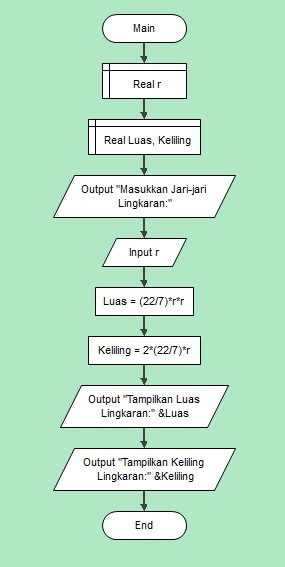 Main
Real r
Real Luas, Keliling
Output "Masukkan Jari-jari
Lingkaran:"
Input r
Luas = (22/7)*r*r
Keliling = 2*(22/7)*r
Output "Tampilkan Luas
Lingkaran:" &Luas
Output "Tampilkan Keliling
Lingkaran:" &Keliling
End